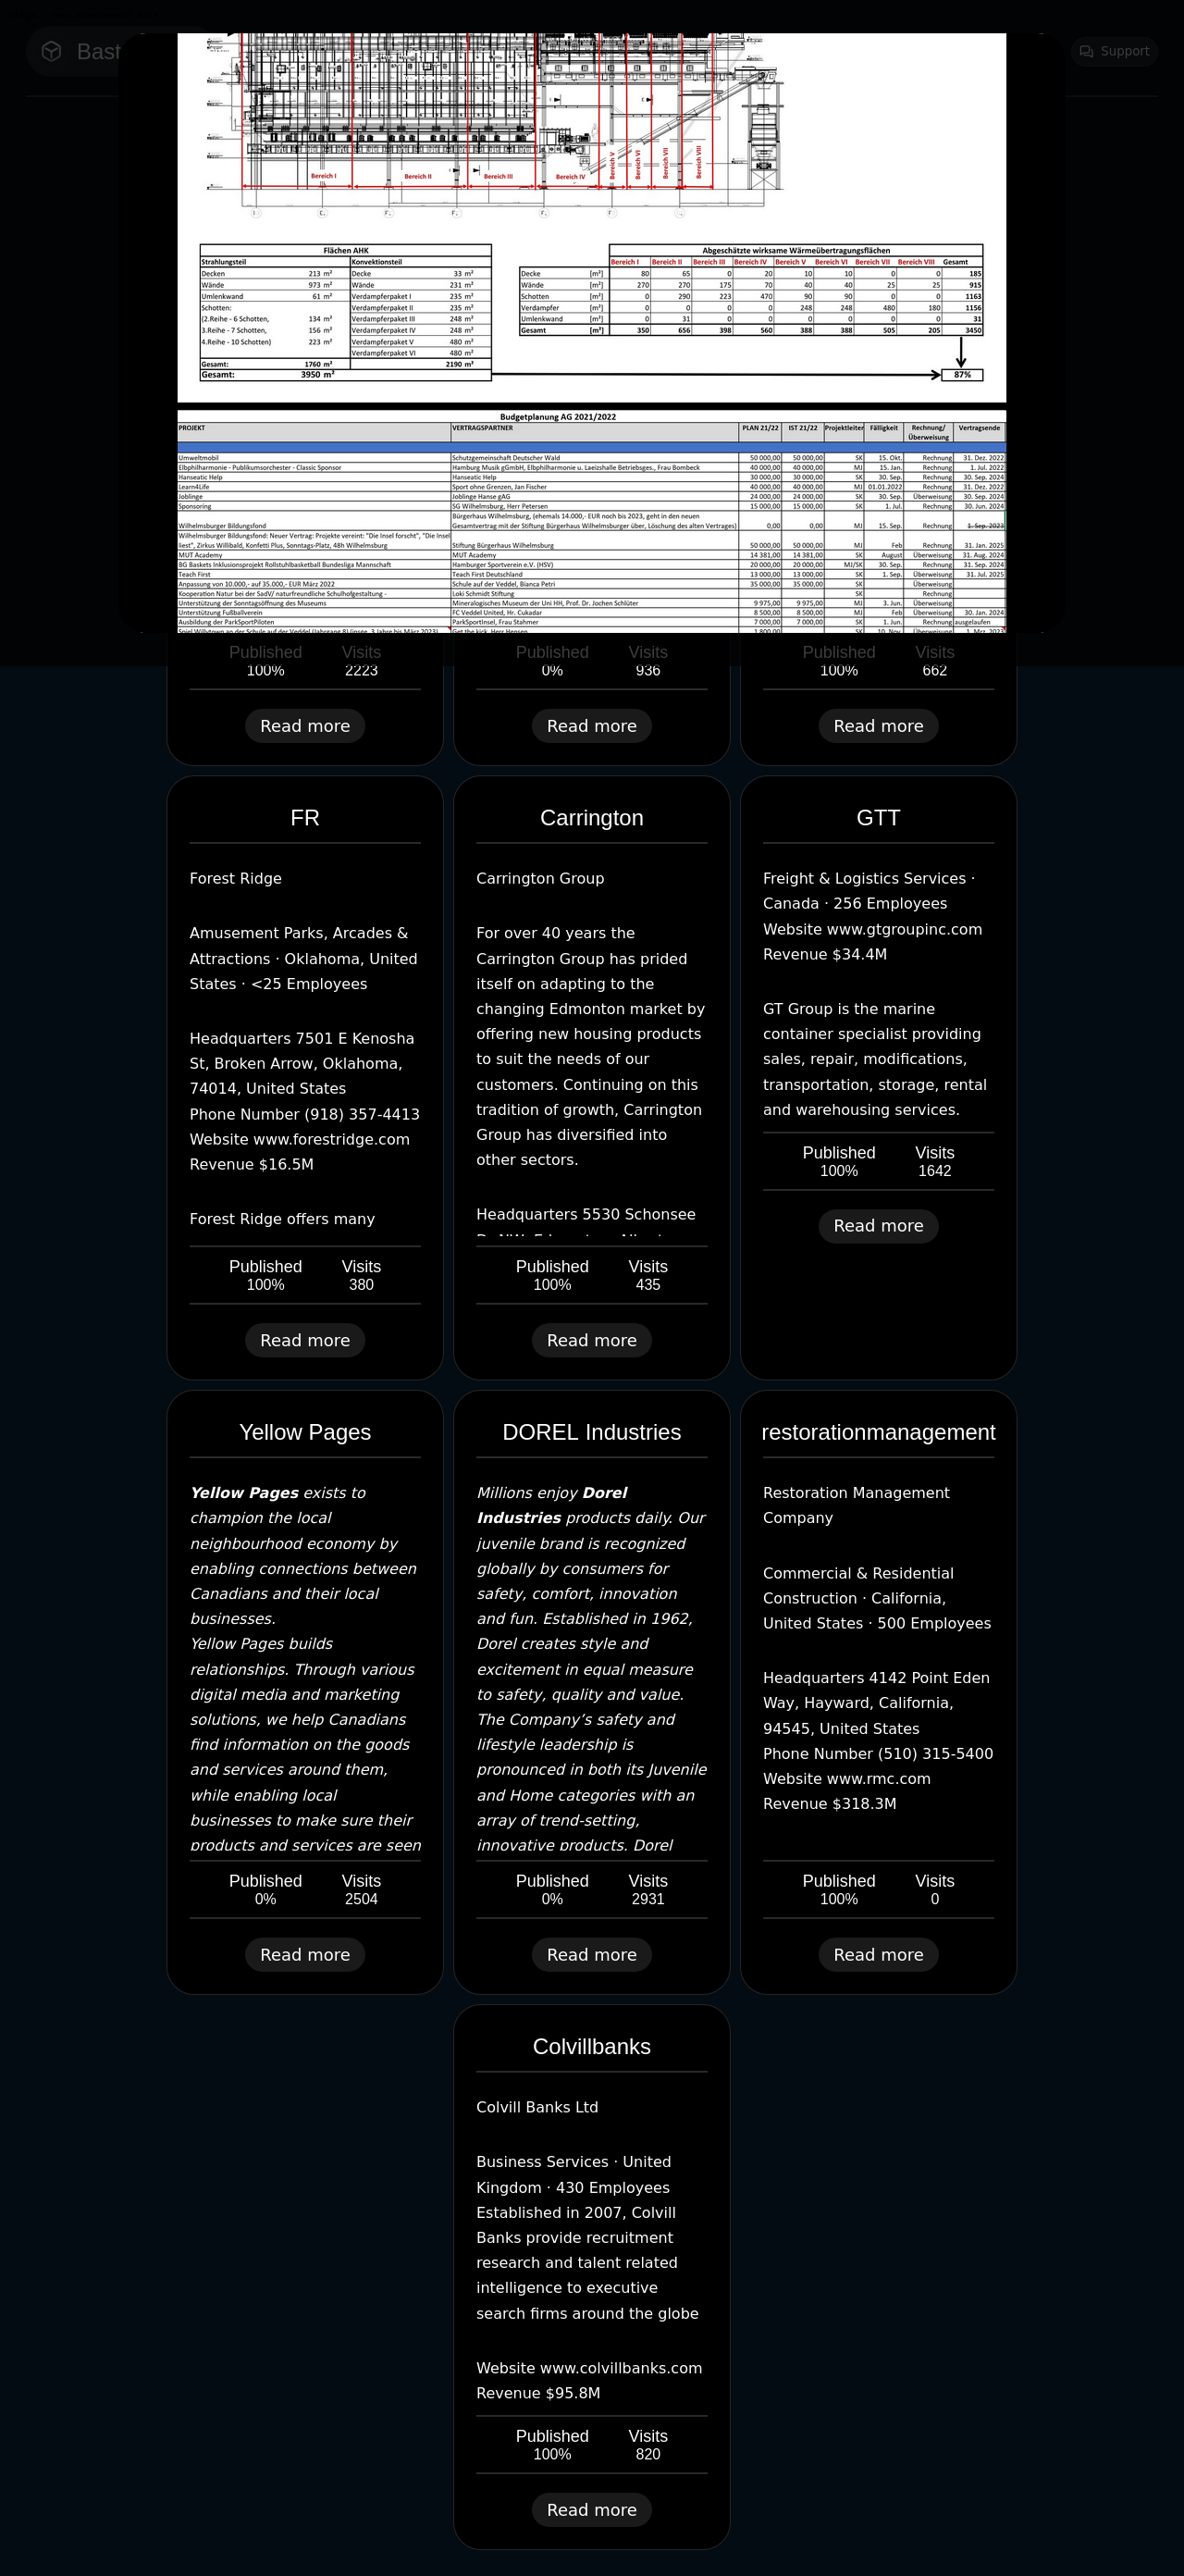 Bast
Support
Bereich I
Bereich II
Bereich III
Bereich IV
Bereich V
Bereich VI
Bereich VII
Bereich VIII
Flächen AHK
Strahlungsteil Konvektionsteil
Decken 213 m² Decke 33 m²
Wände 973 m² Wände 231 m²
Umlenkwand 61 m² Verdampferpaket I 235 m²
Schotten: Verdampferpaket II 235 m²
(2.Reihe - 6 Schotten, 134 m² Verdampferpaket III 248 m²
3.Reihe - 7 Schotten, 156 m² Verdampferpaket IV 248 m²
4.Reihe - 10 Schotten) 223 m² Verdampferpaket V 480 m²
Verdampferpaket VI 480 m²
Gesamt: 1760 m² 2190 m²
Gesamt: 3950 m²
Abgeschätzte wirksame Wärmeübertragungsflächen
Bereich I Bereich II Bereich III Bereich IV Bereich V Bereich VI Bereich VII Bereich VIII Gesamt
Decke [m²] 80 65 0 20 10 10 0 0 185
Wände [m²] 270 270 175 70 40 40 25 25 915
Schotten [m²] 0 290 223 470 90 90 0 0 1163
Verdampfer [m²] 0 0 0 0 248 248 480 180 1156
Umlenkwand [m²] 0 31 0 0 0 0 0 0 31
Gesamt [m²] 350 656 398 560 388 388 505 205 3450
87%
Budgetplanung AG 2021/2022
PROJEKT VERTRAGSPARTNER PLAN 21/22 IST 21/22 Projektleiter Fälligkeit Rechnung/ Vertragsende
Überweisung
Umweltmobil Schutzgemeinschaft Deutscher Wald 50 000,00 50 000,00 SK 15. Okt. Rechnung 31. Dez. 2022
Elbphilharmonie - Publikumsorchester - Classic Sponsor Hamburg Musik gGmbH, Elbphilharmonie u. Laeizshalle Betriebsges., Frau Bombeck 40 000,00 40 000,00 MJ 15. Jan. Rechnung 1. Jul. 2022
Hanseatic Help Hanseatic Help 30 000,00 30 000,00 SK 30. Sep. Rechnung 30. Sep. 2024
Learn4Life Sport ohne Grenzen, Jan Fischer 40 000,00 40 000,00 MJ 01.01.2022 Rechnung 31. Dez. 2022
Joblinge Joblinge Hanse gAG 24 000,00 24 000,00 SK 30. Sep. Überweisung 30. Sep. 2024
Sponsoring SG Wilhelmsburg, Herr Petersen 15 000,00 15 000,00 SK 1. Jul. Rechnung 30. Jun. 2024
Bürgerhaus Wilhelmsburg, (ehemals 14.000,- EUR noch bis 2023, geht in den neuen
Wilhelmsburger Bildungsfond Gesamtvertrag mit der Stiftung Bürgerhaus Wilhelmsburger über, Löschung des alten Vertrages) 0,00 0,00 MJ 15. Sep. Rechnung 1. Sep. 2023
Wilhelmsburger Bildungsfond: Neuer Vertrag: Projekte vereint: "Die Insel forscht", "Die Insel
liest", Zirkus Willibald, Konfetti Plus, Sonntags-Platz, 48h Wilhelmsburg Stiftung Bürgerhaus Wilhelmsburg 50 000,00 50 000,00 MJ Feb Rechnung 31. Jan. 2025
MUT Academy MUT Academy 14 381,00 14 381,00 SK August Überweisung 31. Aug. 2024
BG Baskets Inklusionsprojekt Rollstuhlbasketball Bundesliga Mannschaft Hamburger Sportverein e.V. (HSV) 20 000,00 20 000,00 MJ/SK 30. Sep. Rechnung 31. Sep. 2024
Teach First Teach First Deutschland 13 000,00 13 000,00 SK 1. Sep. Überweisung 31. Jul. 2025
Anpassung von 10.000,- auf 35.000,- EUR März 2022 Schule auf der Veddel, Bianca Petri 35 000,00 35 000,00 SK Überweisung
Kooperation Natur bei der SadV/ naturfreundliche Schulhofgestaltung - Loki Schmidt Stiftung SK Rechnung
Unterstützung der Sonntagsöffnung des Museums Mineralogisches Museum der Uni HH, Prof. Dr. Jochen Schlüter 9 975,00 9 975,00 MJ 3. Jun. Überweisung
Unterstützung Fußballverein FC Veddel United, Hr. Cukadar 8 500,00 8 500,00 MJ Feb Überweisung 30. Jan. 2024
Ausbildung der ParkSportPiloten ParkSportInsel, Frau Stahmer 7 000,00 7 000,00 SK 1. Jun. Rechnung ausgelaufen
Spiel Willytown an der Schule auf der Veddel (Jahrgang 8) (insge. 3 Jahre bis März 2023) Get the kick, Herr Hensen 1 800,00 SK 10. Nov. Überweisung 1. Mrz. 2023
Published Visits
100% 2223
Published Visits
0% 936
Published Visits
100% 662
Read more
Read more
Read more
FR
Forest Ridge
Amusement Parks, Arcades &
Attractions · Oklahoma, United
States · <25 Employees
Headquarters 7501 E Kenosha
St, Broken Arrow, Oklahoma,
74014, United States
Phone Number (918) 357-4413
Website www.forestridge.com
Revenue $16.5M
Forest Ridge offers many
Published Visits
100% 380
Read more
Carrington
Carrington Group
For over 40 years the
Carrington Group has prided
itself on adapting to the
changing Edmonton market by
offering new housing products
to suit the needs of our
customers. Continuing on this
tradition of growth, Carrington
Group has diversified into
other sectors.
Headquarters 5530 Schonsee
Dr NW, Edmonton, Alberta,
Published Visits
100% 435
Read more
GTT
Freight & Logistics Services ·
Canada · 256 Employees
Website www.gtgroupinc.com
Revenue $34.4M
GT Group is the marine
container specialist providing
sales, repair, modifications,
transportation, storage, rental
and warehousing services.
Published Visits
100% 1642
Read more
Yellow Pages
Yellow Pages exists to
champion the local
neighbourhood economy by
enabling connections between
Canadians and their local
businesses.
Yellow Pages builds
relationships. Through various
digital media and marketing
solutions, we help Canadians
find information on the goods
and services around them,
while enabling local
businesses to make sure their
products and services are seen
Published Visits
0% 2504
Read more
DOREL Industries
Millions enjoy Dorel
Industries products daily. Our
juvenile brand is recognized
globally by consumers for
safety, comfort, innovation
and fun. Established in 1962,
Dorel creates style and
excitement in equal measure
to safety, quality and value.
The Company’s safety and
lifestyle leadership is
pronounced in both its Juvenile
and Home categories with an
array of trend-setting,
innovative products. Dorel
Published Visits
0% 2931
Read more
restorationmanagement
Restoration Management
Company
Commercial & Residential
Construction · California,
United States · 500 Employees
Headquarters 4142 Point Eden
Way, Hayward, California,
94545, United States
Phone Number (510) 315-5400
Website www.rmc.com
Revenue $318.3M
Published Visits
100% 0
Read more
Colvillbanks
Colvill Banks Ltd
Business Services · United
Kingdom · 430 Employees
Established in 2007, Colvill
Banks provide recruitment
research and talent related
intelligence to executive
search firms around the globe
Website www.colvillbanks.com
Revenue $95.8M
Published Visits
100% 820
Read more